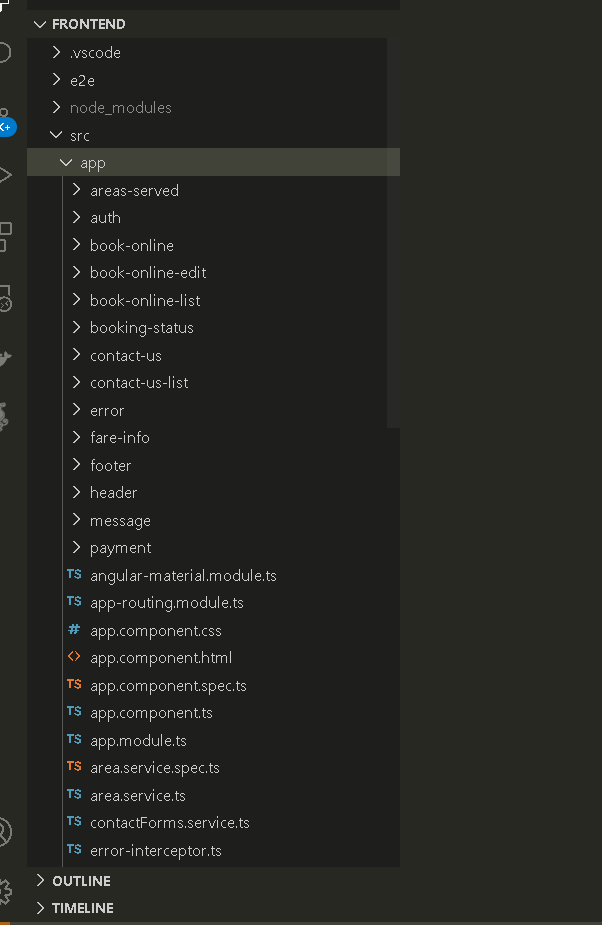 FRONTEND
.vscode
e2e
node_modules
src
app
areas-served
auth
book-online
book-online-edit
book-online-list
booking-status
contact-us
contact-us-list
error
fare-info
footer
header
message
payment
TS angular-material.module.ts
TS app-routing.module.ts
# app.component.css
<> app.component.html
TS app.component.spec.ts
TS app.component.ts
TS app.module.ts
TS area.service.spec.ts
TS area.service.ts
TS contactForms.service.ts
TS error-interceptor.ts
OUTLINE
TIMELINE